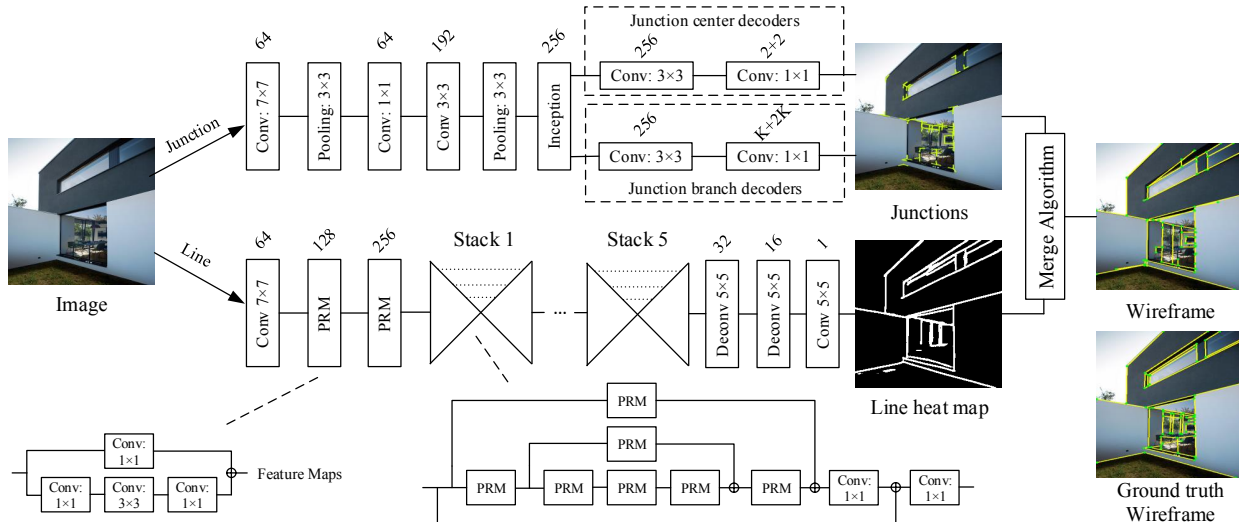 Junction center decoders
64
64
192
256
256
2+2
Conv: 7×7
Pooling: 3×3
Conv: 1×1
Conv 3×3
Pooling: 3×3
Inception
Conv: 3×3
Conv: 1×1
Junction
256
K+2K
Conv: 3×3
Conv: 1×1
Junction branch decoders
Junctions
Merge Algorithm
Image
Line
64
128
256
Stack 1
Stack 5
32
16
1
Conv 7×7
PRM
PRM
...
Deconv 5×5
Deconv 5×5
Conv 5×5
Line heat map
Wireframe
Conv:
1×1
Feature Maps
Conv:
1×1
Conv:
3×3
Conv:
1×1
PRM
PRM
PRM
PRM
PRM
PRM
PRM
Conv:
1×1
Conv:
1×1
Ground truth
Wireframe